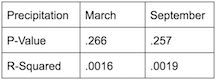 Precipitation March September
P-Value .266 .257
R-Squared .0016 .0019